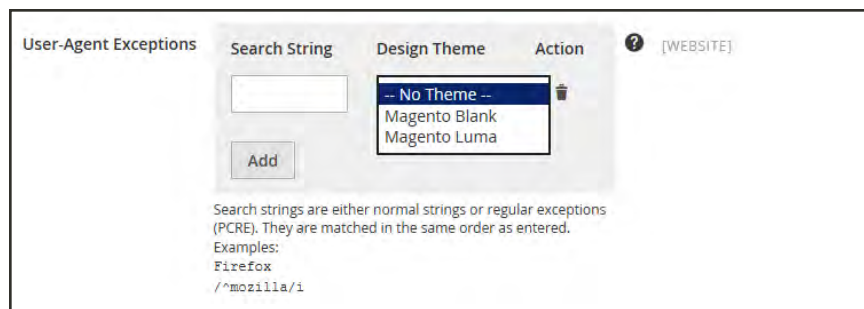 User-Agent Exceptions Search String Design Theme Action ? [WEBSITE]
-- No Theme --
Magento Blank
Magento Luma
Add
Search strings are either normal strings or regular exceptions
(PCRE). They are matched in the same order as entered.
Examples:
Firefox
/^mozilla/i